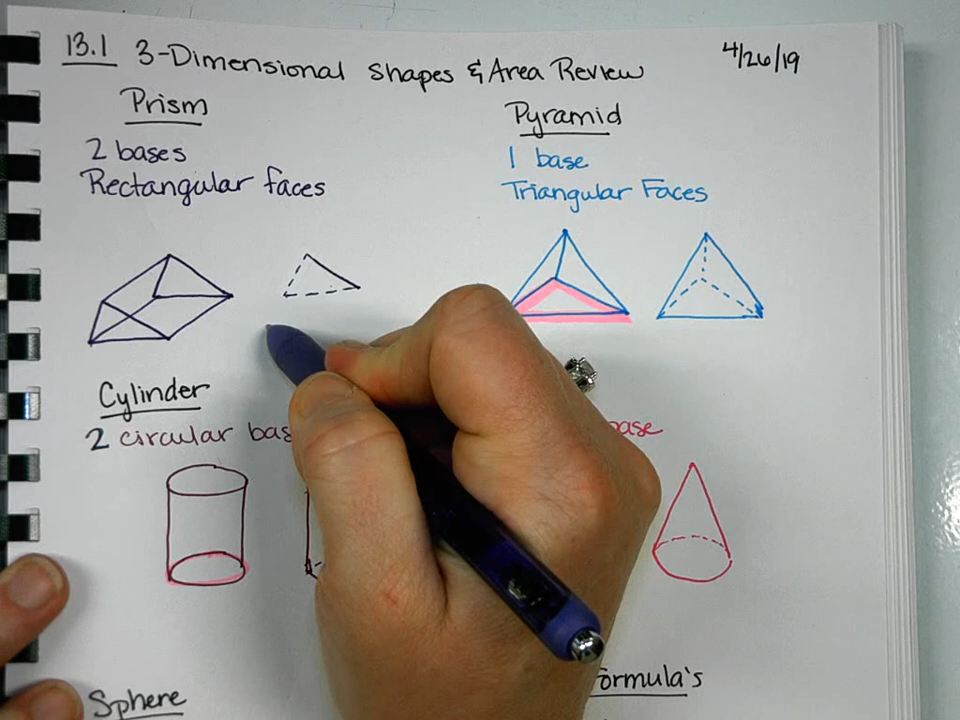 13.1 3-Dimensional Shapes & Area Review 4/26/19
Prism
2 bases
Rectangular faces
Pyramid
1 base
Triangular Faces
Cylinder
2 circular bas
base
Sphere
Formula's